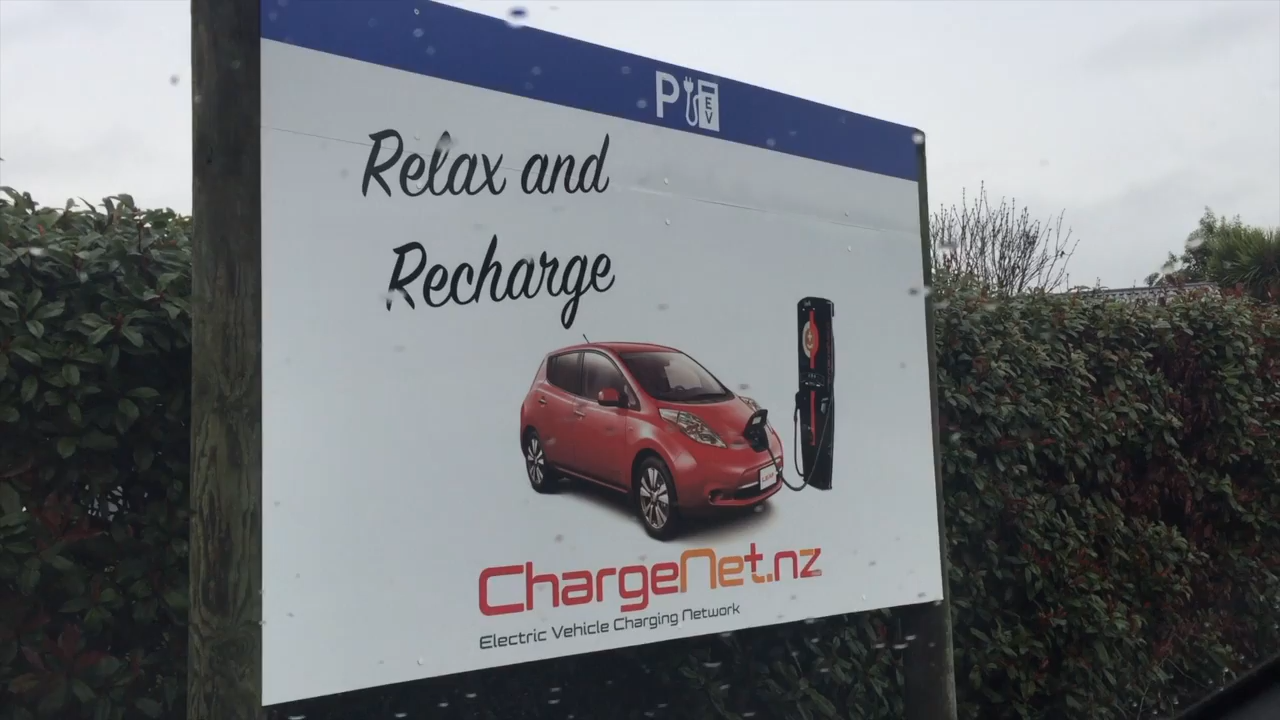 P EV
Relax and
Recharge
ChargeNet.nz
Electric Vehicle Charging Network